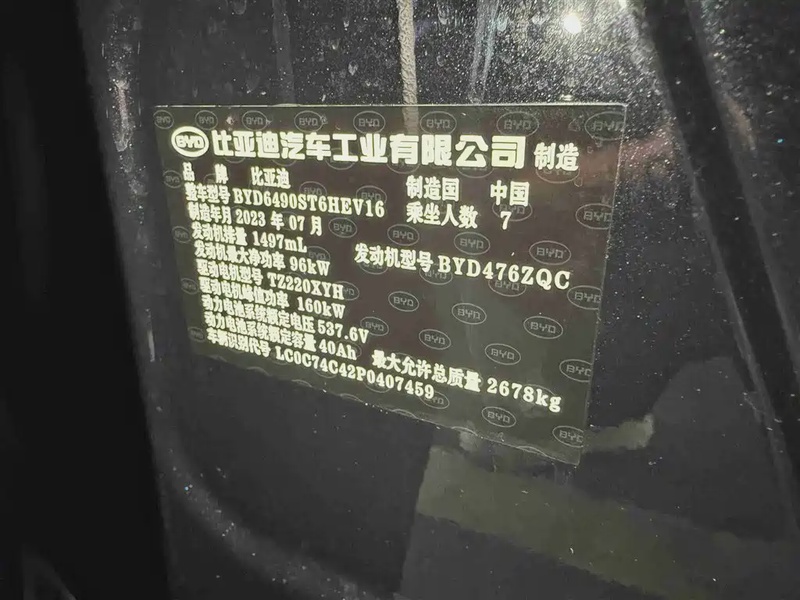 BYD 比亚迪汽车工业有限公司 制造
品 牌 比亚迪 制造国 中国
整车型号 BYD6490ST6HEV16 乘坐人数 7
制造年月 2023 年 07 月
发动机排量 1497mL 发动机型号 BYD476ZQC
发动机最大净功率 96kW
驱动电机型号 TZ220XYH
驱动电机峰值功率 160kW
动力电池系统额定电压 537.6V
动力电池系统额定容量 40Ah 最大允许总质量 2678kg
车辆识别代号 LC0C74C42P0407459